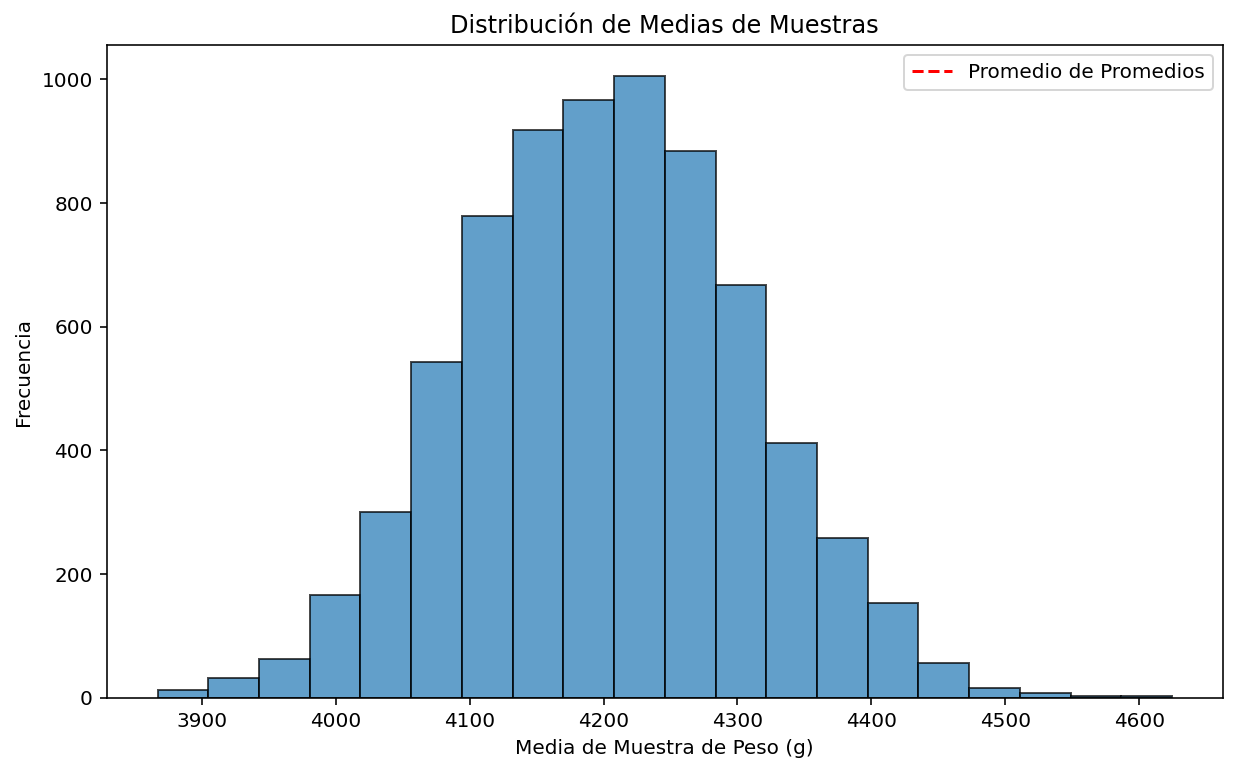 Distribución de Medias de Muestras
Promedio de Promedios
1000
800
600
400
200
0
Frecuencia
3900 4000 4100 4200 4300 4400 4500 4600
Media de Muestra de Peso (g)